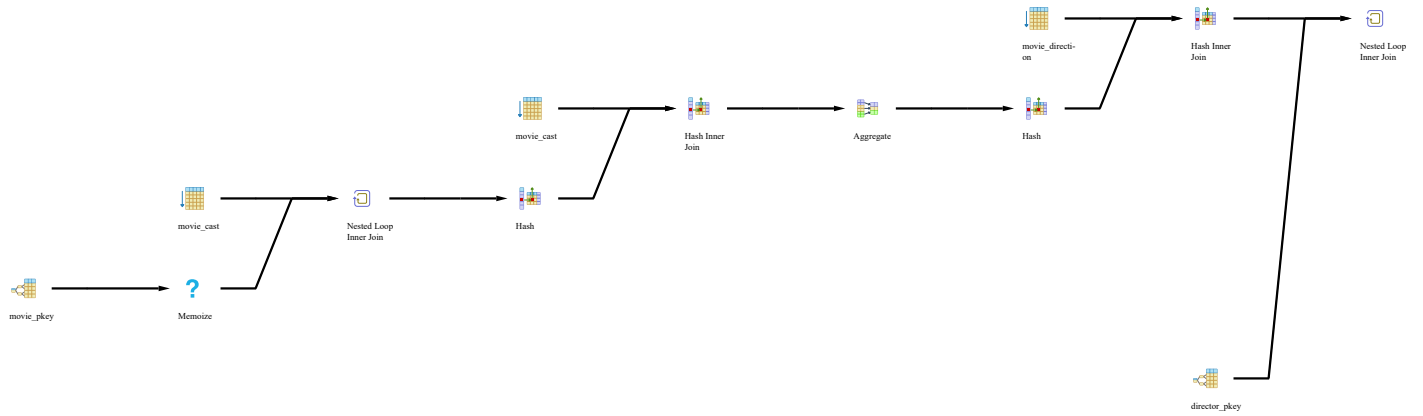 movie_directi-
on
Hash Inner
Join
Nested Loop
Inner Join
movie_cast
Hash Inner
Join
Aggregate
Hash
movie_cast
Nested Loop
Inner Join
Hash
movie_pkey
?
Memoize
director_pkey